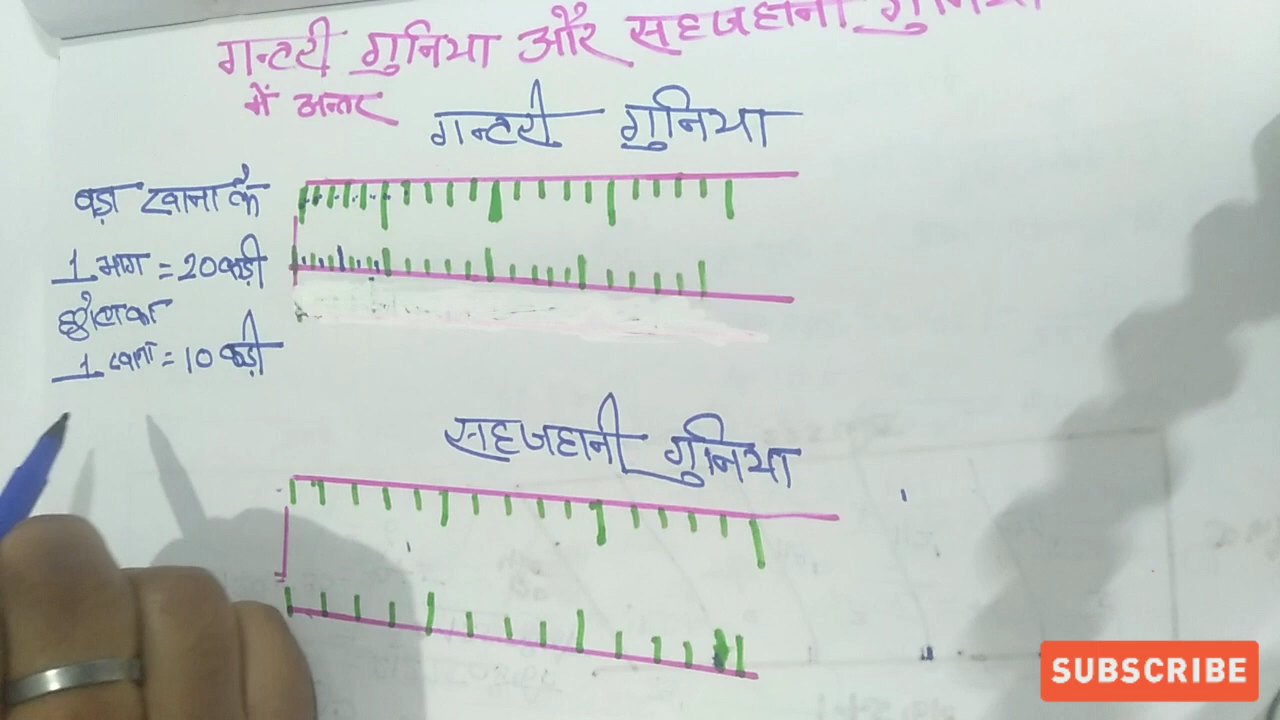 गन्टरी गुनिया और सहजहानी गुनिया
में अन्तर
गन्टरी गुनिया
बड़ा खाना के
1 भाग = 20 कड़ी
1 खाना = 10 कड़ी
सहजहानी गुनिया
SUBSCRIBE